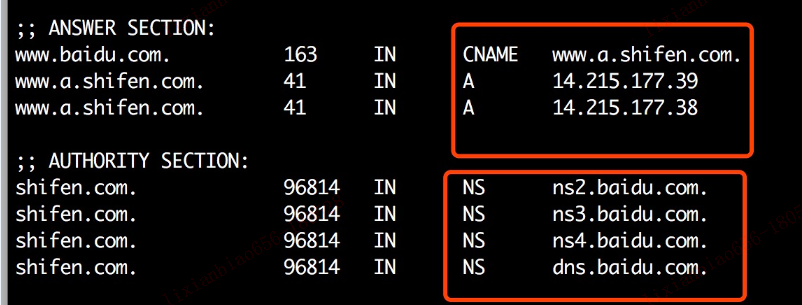 ;; ANSWER SECTION:
www.baidu.com. 163 IN CNAME www.a.shifen.com.
www.a.shifen.com. 41 IN A 14.215.177.39
www.a.shifen.com. 41 IN A 14.215.177.38
;; AUTHORITY SECTION:
shifen.com. 96814 IN NS ns2.baidu.com.
shifen.com. 96814 IN NS ns3.baidu.com.
shifen.com. 96814 IN NS ns4.baidu.com.
shifen.com. 96814 IN NS dns.baidu.com.